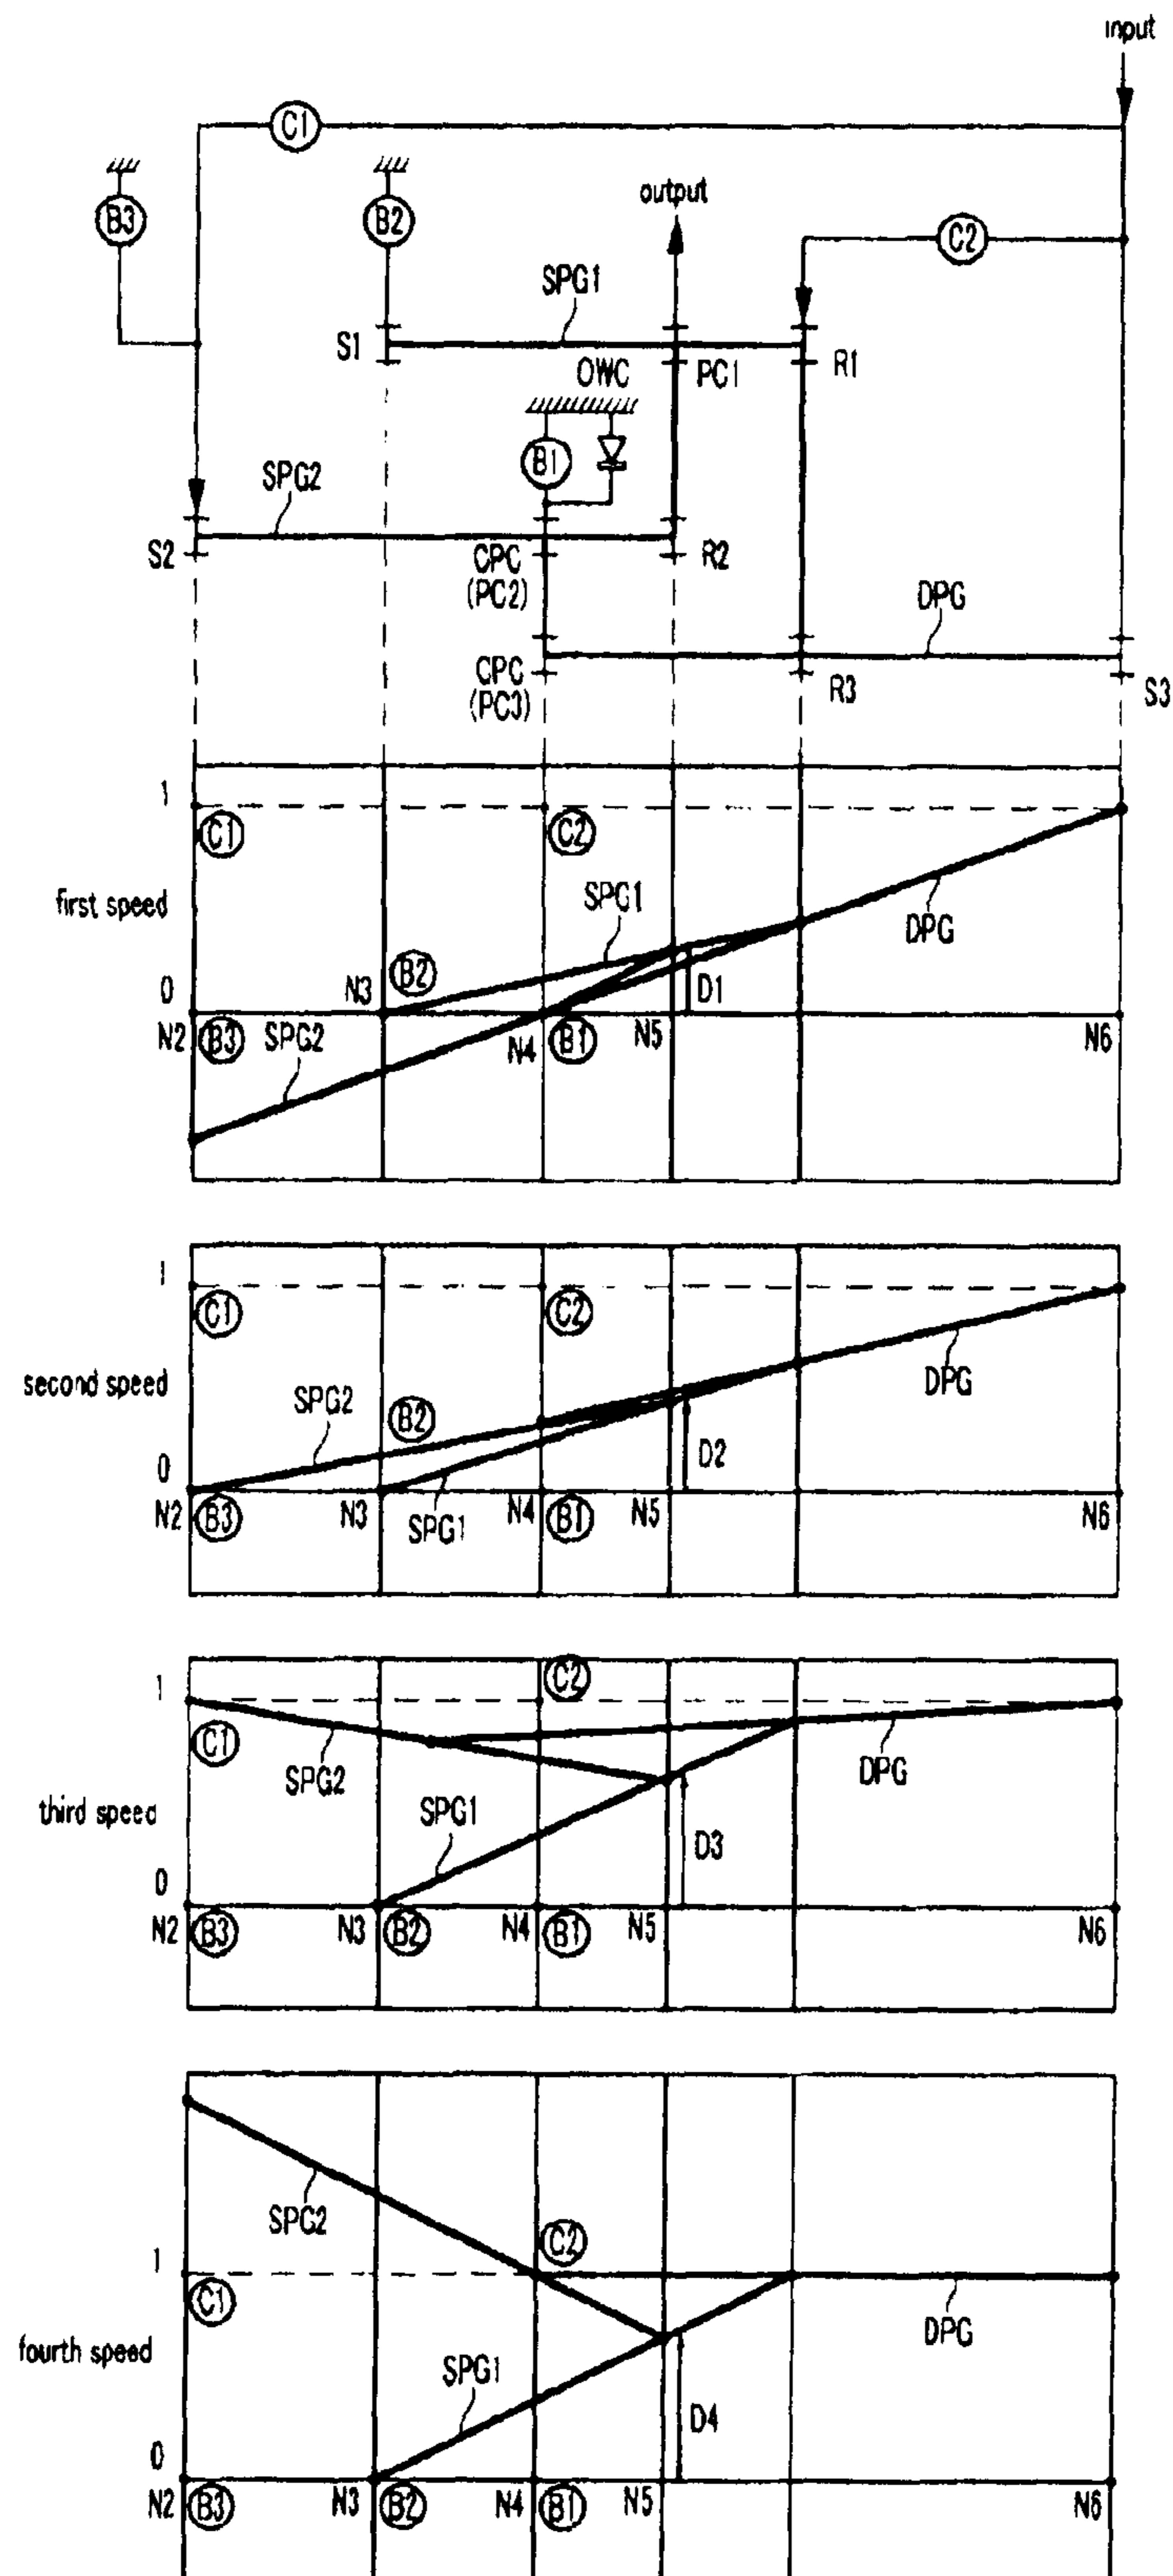 input
C1
B3
B2
output
C2
SPG1
S1
OWC
PC1
R1
B1
SPG2
S2
CPC
(PC2)
R2
DPG
CPC
(PC3)
R3
S3
1
C1
C2
first speed
SPG1
DPG
0
N3
B2
D1
N2
B3
SPG2
N4
B1
N5
N6
1
C1
C2
second speed
SPG2
B2
DPG
0
D2
N2
B3
N3
SPG1
N4
B1
N5
N6
C2
1
C1
SPG2
DPG
third speed
SPG1
D3
0
N2
B3
N3
B2
N4
B1
N5
N6
SPG2
C2
1
C1
DPG
fourth speed
SPG1
D4
0
N2
B3
N3
B2
N4
B1
N5
N6